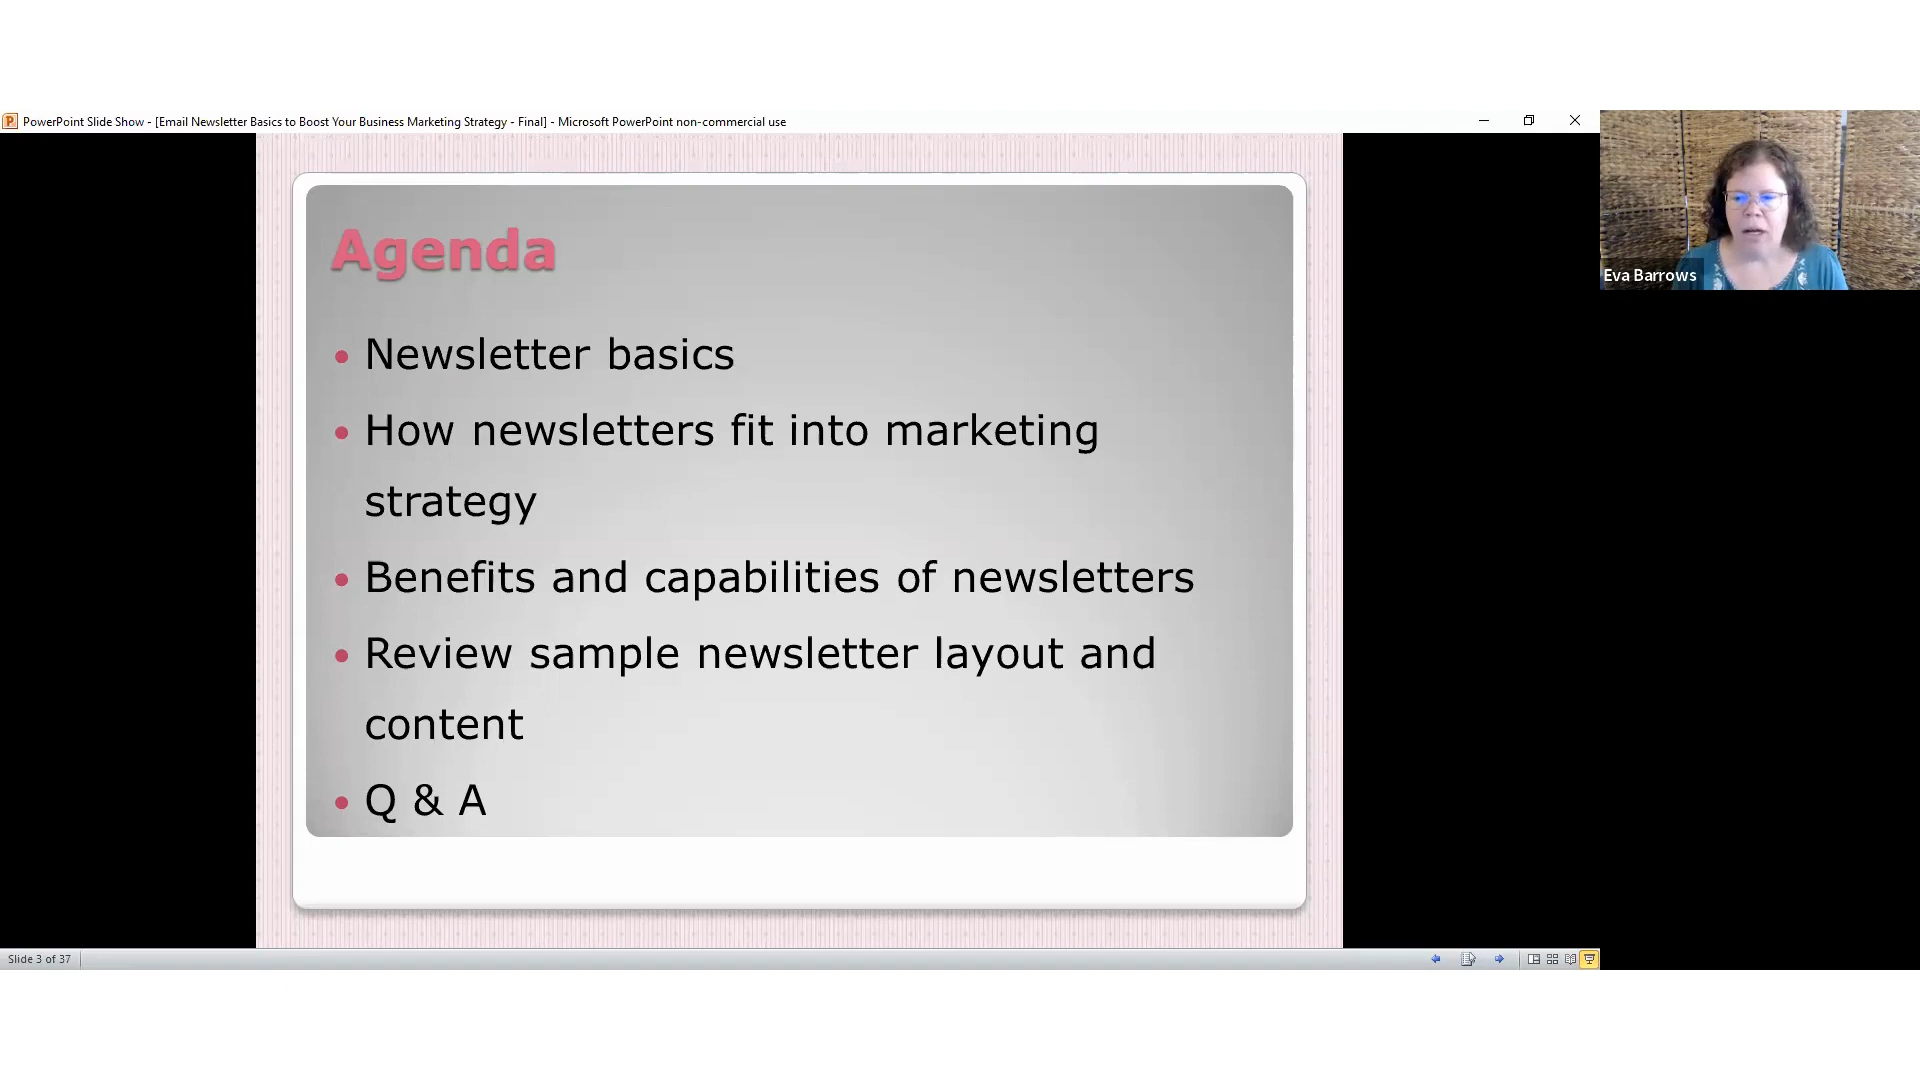 PowerPoint Slide Show - [Email Newsletter Basics to Boost Your Business Marketing Strategy - Final] - Microsoft PowerPoint non-commercial use
Agenda
• Newsletter basics
• How newsletters fit into marketing
strategy
• Benefits and capabilities of newsletters
• Review sample newsletter layout and
content
• Q & A
Eva Barrows
Slide 3 of 37